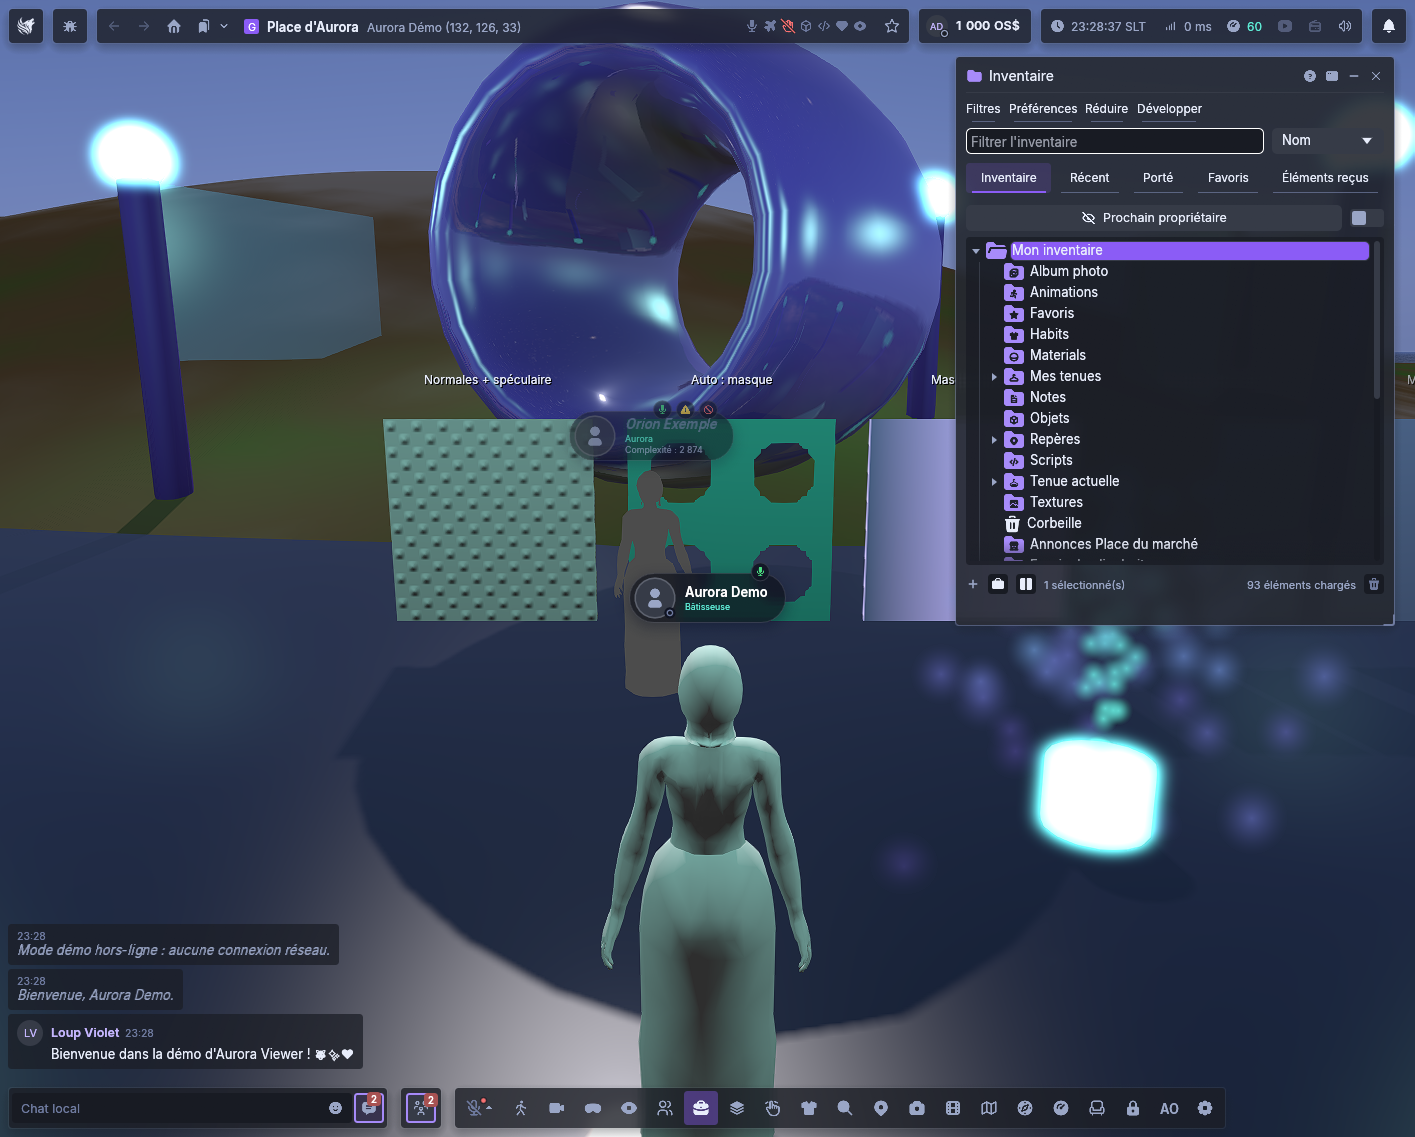 G Place d'Aurora Aurora Démo (132, 126, 33)
AD 1 000 OS$
23:28:37 SLT 0 ms 60
Inventaire
Filtres Préférences Réduire Développer
Filtrer l'inventaire
Nom
Inventaire Récent Porté Favoris Éléments reçus
Prochain propriétaire
Mon inventaire
Album photo
Animations
Favoris
Habits
Materials
Mes tenues
Notes
Objets
Repères
Scripts
Tenue actuelle
Textures
Corbeille
Annonces Place du marché
1 sélectionné(s) 93 éléments chargés
Normales + spéculaire
Auto : masque
Mas
Orion Exemple
Aurora
Complexité : 2 874
Aurora Demo
Bâtisseuse
23:28
Mode démo hors-ligne : aucune connexion réseau.
23:28
Bienvenue, Aurora Demo.
LV Loup Violet 23:28
Bienvenue dans la démo d'Aurora Viewer !
Chat local
2
2
AO